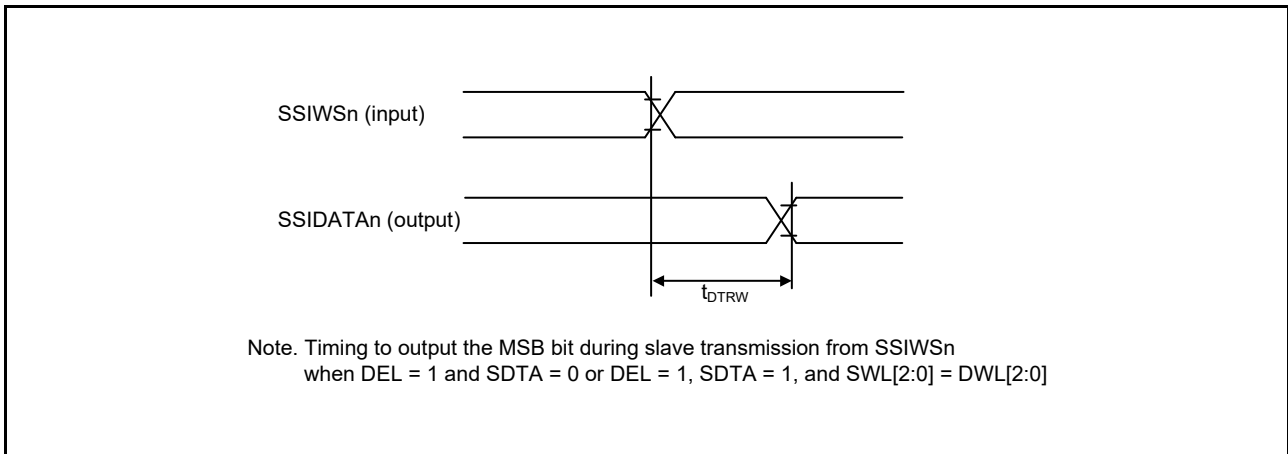 SSIWSn (input)
SSIDATAn (output)
tDTRW
Note. Timing to output the MSB bit during slave transmission from SSIWSn
when DEL = 1 and SDTA = 0 or DEL = 1, SDTA = 1, and SWL[2:0] = DWL[2:0]